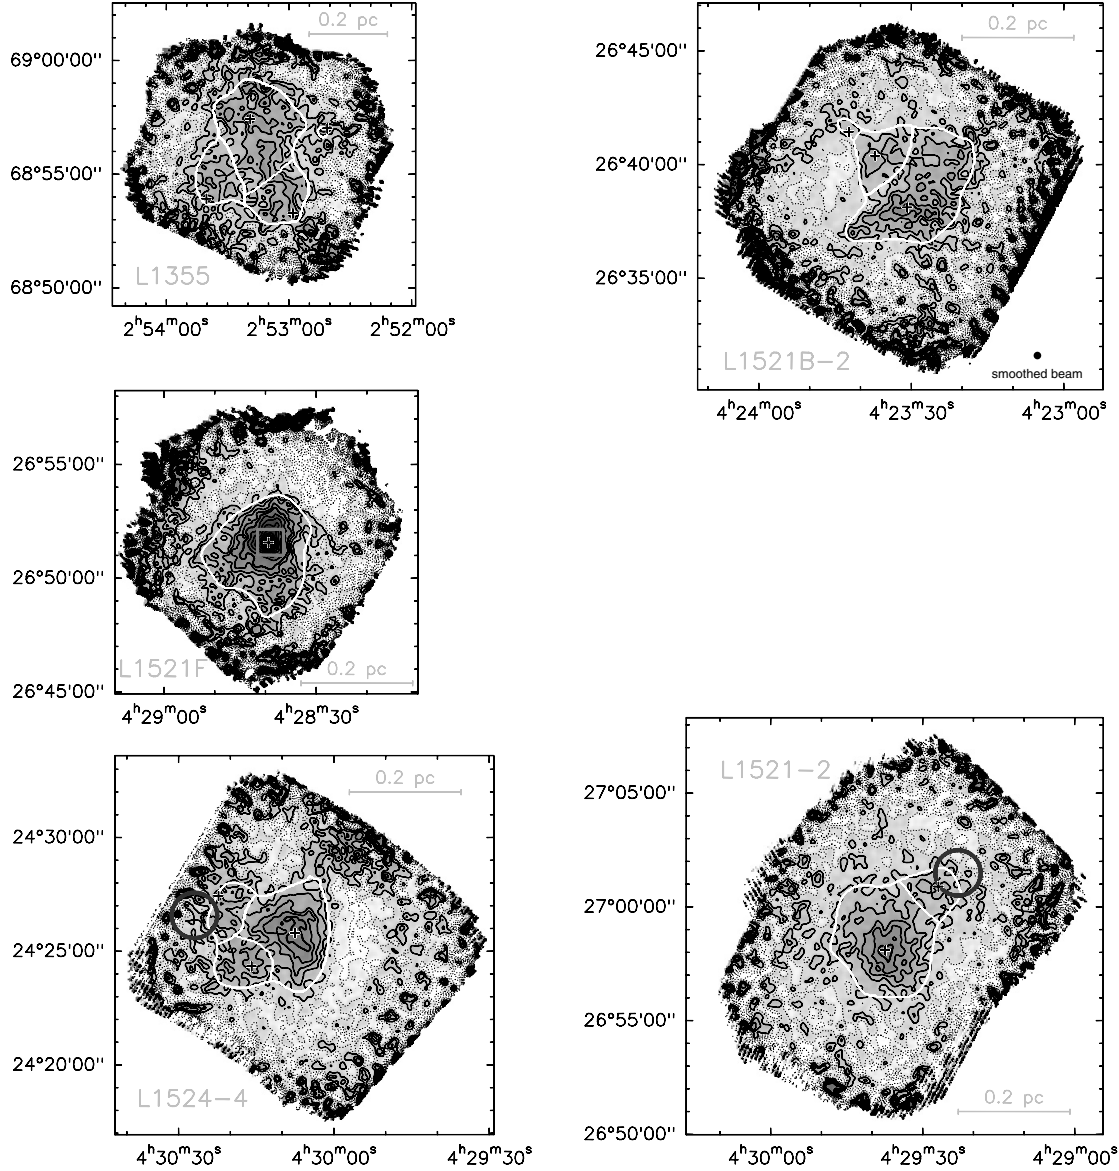 0.2 pc
69°00'00''
68°55'00''
68°50'00''
L1355
2ʰ54ᵐ00ˢ 2ʰ53ᵐ00ˢ 2ʰ52ᵐ00ˢ
0.2 pc
26°45'00''
26°40'00''
26°35'00''
L1521B-2
smoothed beam
4ʰ24ᵐ00ˢ 4ʰ23ᵐ30ˢ 4ʰ23ᵐ00ˢ
26°55'00''
26°50'00''
26°45'00''
L1521F
0.2 pc
4ʰ29ᵐ00ˢ 4ʰ28ᵐ30ˢ
0.2 pc
24°30'00''
24°25'00''
24°20'00''
L1524-4
4ʰ30ᵐ30ˢ 4ʰ30ᵐ00ˢ 4ʰ29ᵐ30ˢ
L1521-2
27°05'00''
27°00'00''
26°55'00''
26°50'00''
0.2 pc
4ʰ30ᵐ00ˢ 4ʰ29ᵐ30ˢ 4ʰ29ᵐ00ˢ